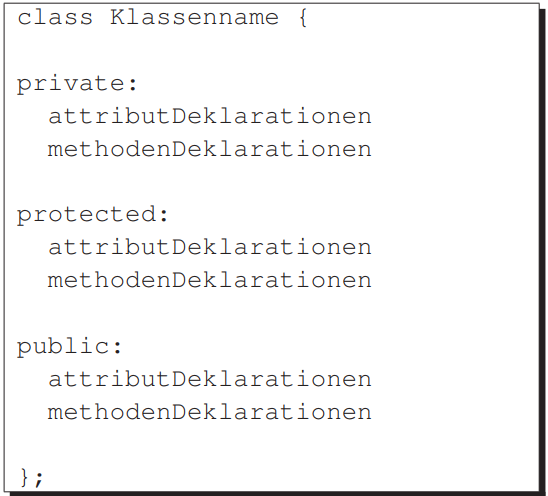 class Klassenname {
private:
attributDeklarationen
methodenDeklarationen
protected:
attributDeklarationen
methodenDeklarationen
public:
attributDeklarationen
methodenDeklarationen
};